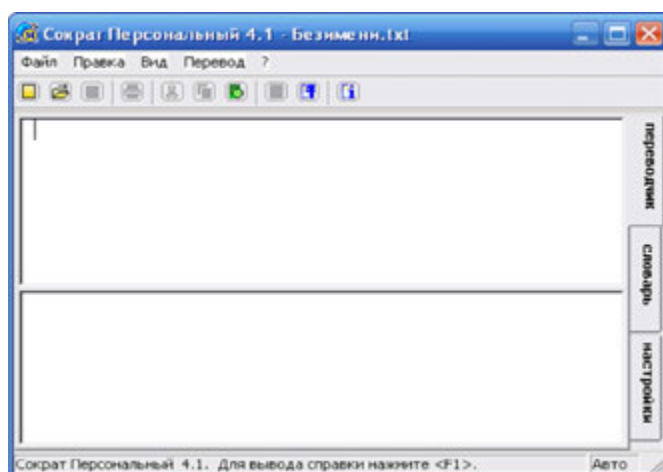 Сократ Персональный 4.1 - Безимени.txt
Файл Правка Вид Перевод ?
переводчик
словарь
настройки
Сократ Персональный 4.1. Для вывода справки нажмите <F1>. Авто